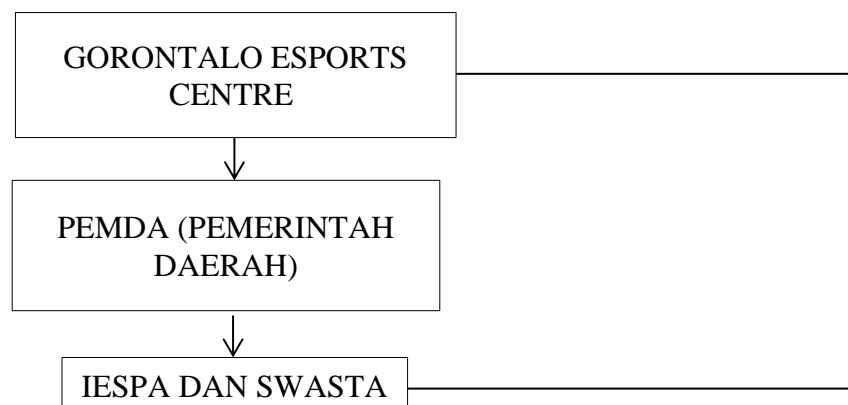 GORONTALO ESPORTS
CENTRE
PEMDA (PEMERINTAH
DAERAH)
IESPA DAN SWASTA